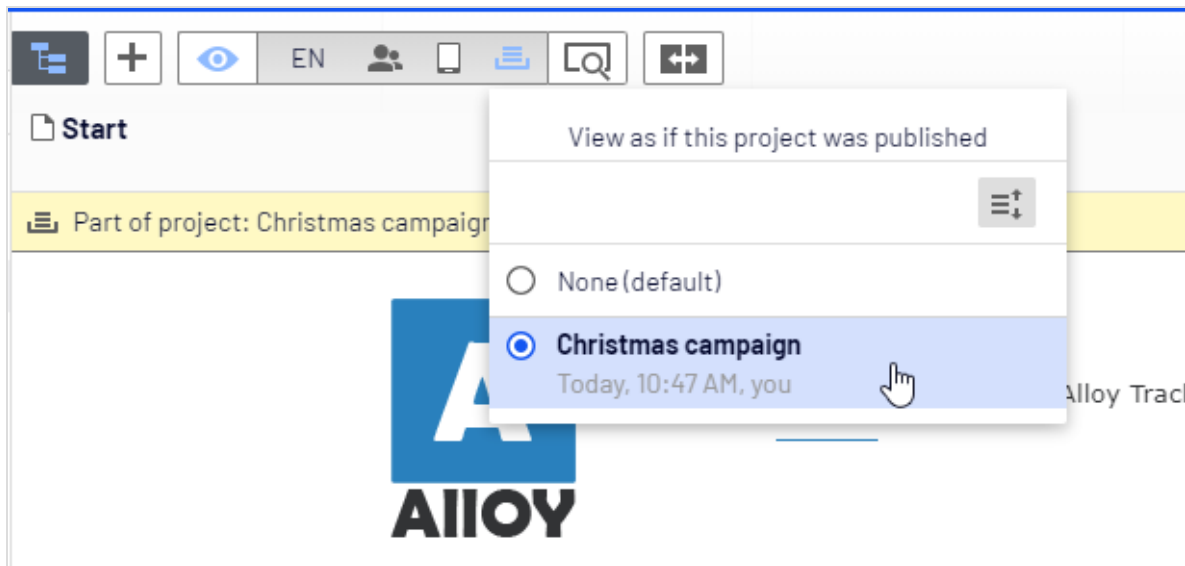 EN
Start
View as if this project was published
Part of project: Christmas campaign
None (default)
Christmas campaign
Today, 10:47 AM, you
Alloy Track
A
Alloy